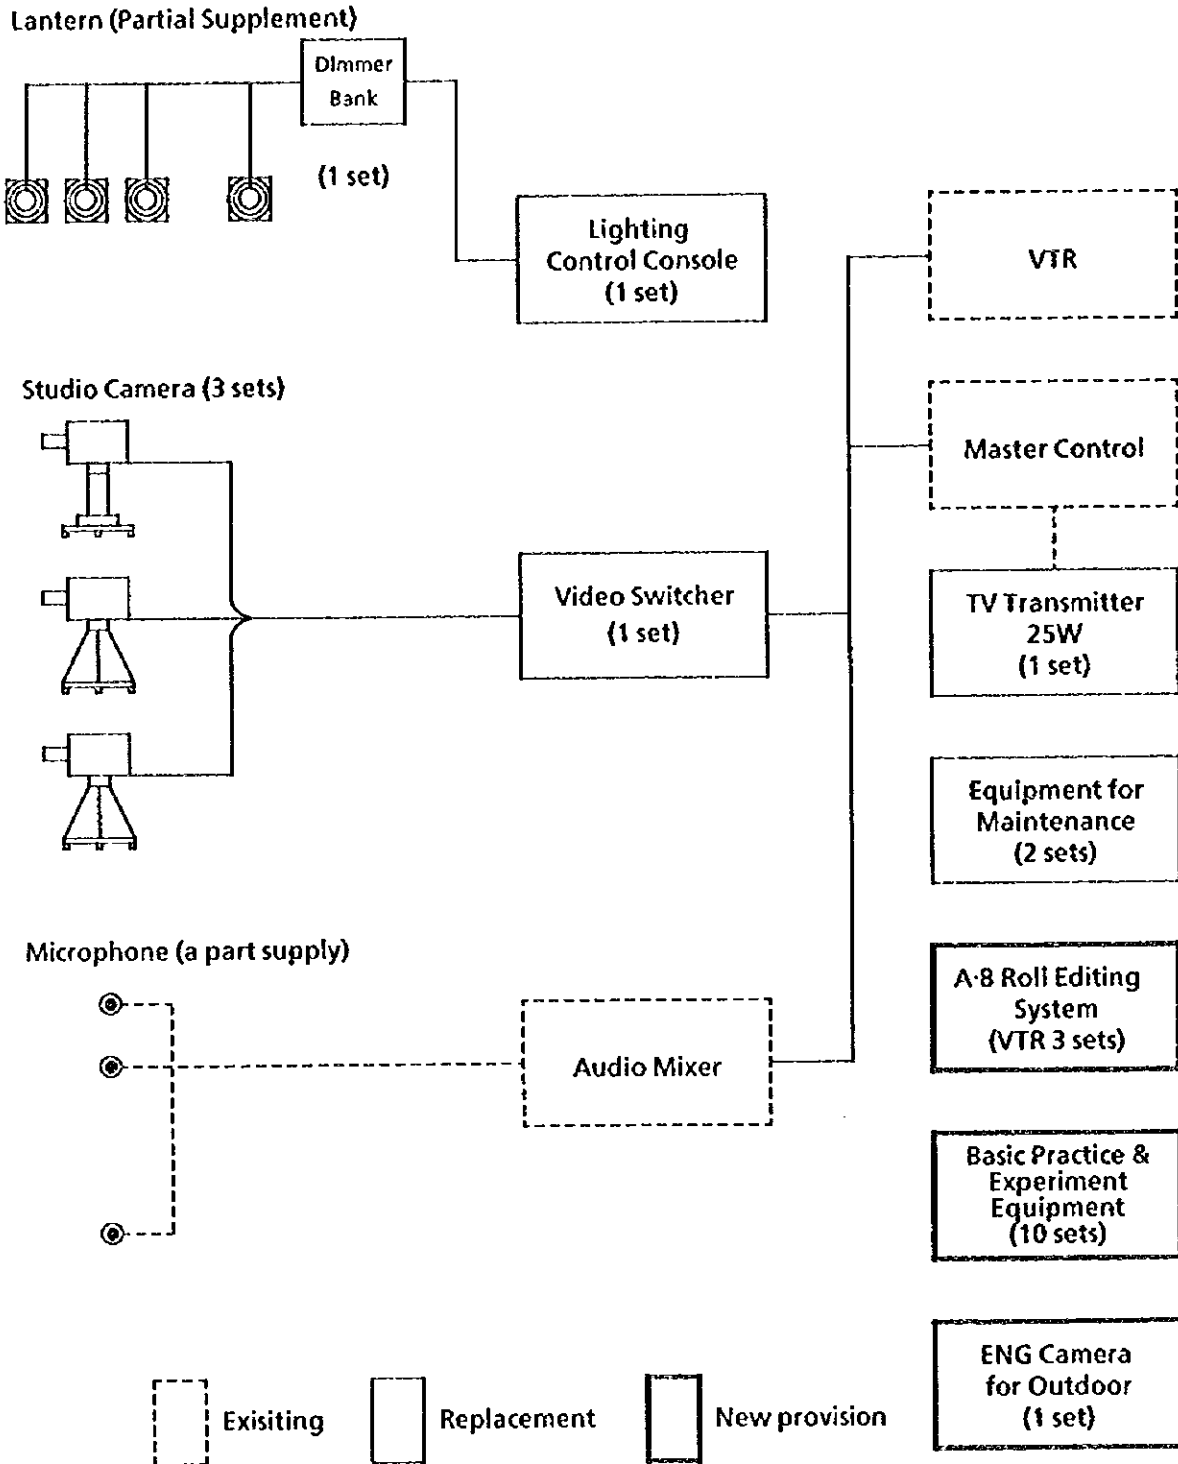 Lantern (Partial Supplement)
Dimmer
Bank
(1 set)
Lighting
Control Console
(1 set)
VTR
Studio Camera (3 sets)
Master Control
Video Switcher
(1 set)
TV Transmitter
25W
(1 set)
Equipment for
Maintenance
(2 sets)
Microphone (a part supply)
A·8 Roll Editing
System
(VTR 3 sets)
Audio Mixer
Basic Practice &
Experiment
Equipment
(10 sets)
ENG Camera
for Outdoor
(1 set)
Exisiting
Replacement
New provision